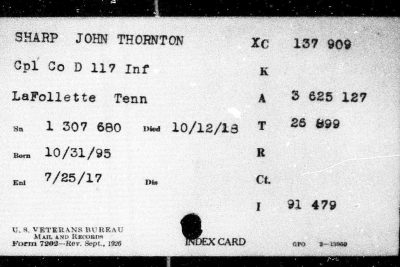 SHARP JOHN THORNTON XC 137 909
Cpl Co D 117 Inf K
LaFollette Tenn A 3 625 127
Sn 1 307 680 Died 10/12/18 T 26 899
Born 10/31/95 R
Enl 7/25/17 Dis Ct.
I 91 479
U. S. VETERANS BUREAU
MAIL AND RECORDS
Form 7202—Rev. Sept., 1926 INDEX CARD GPO